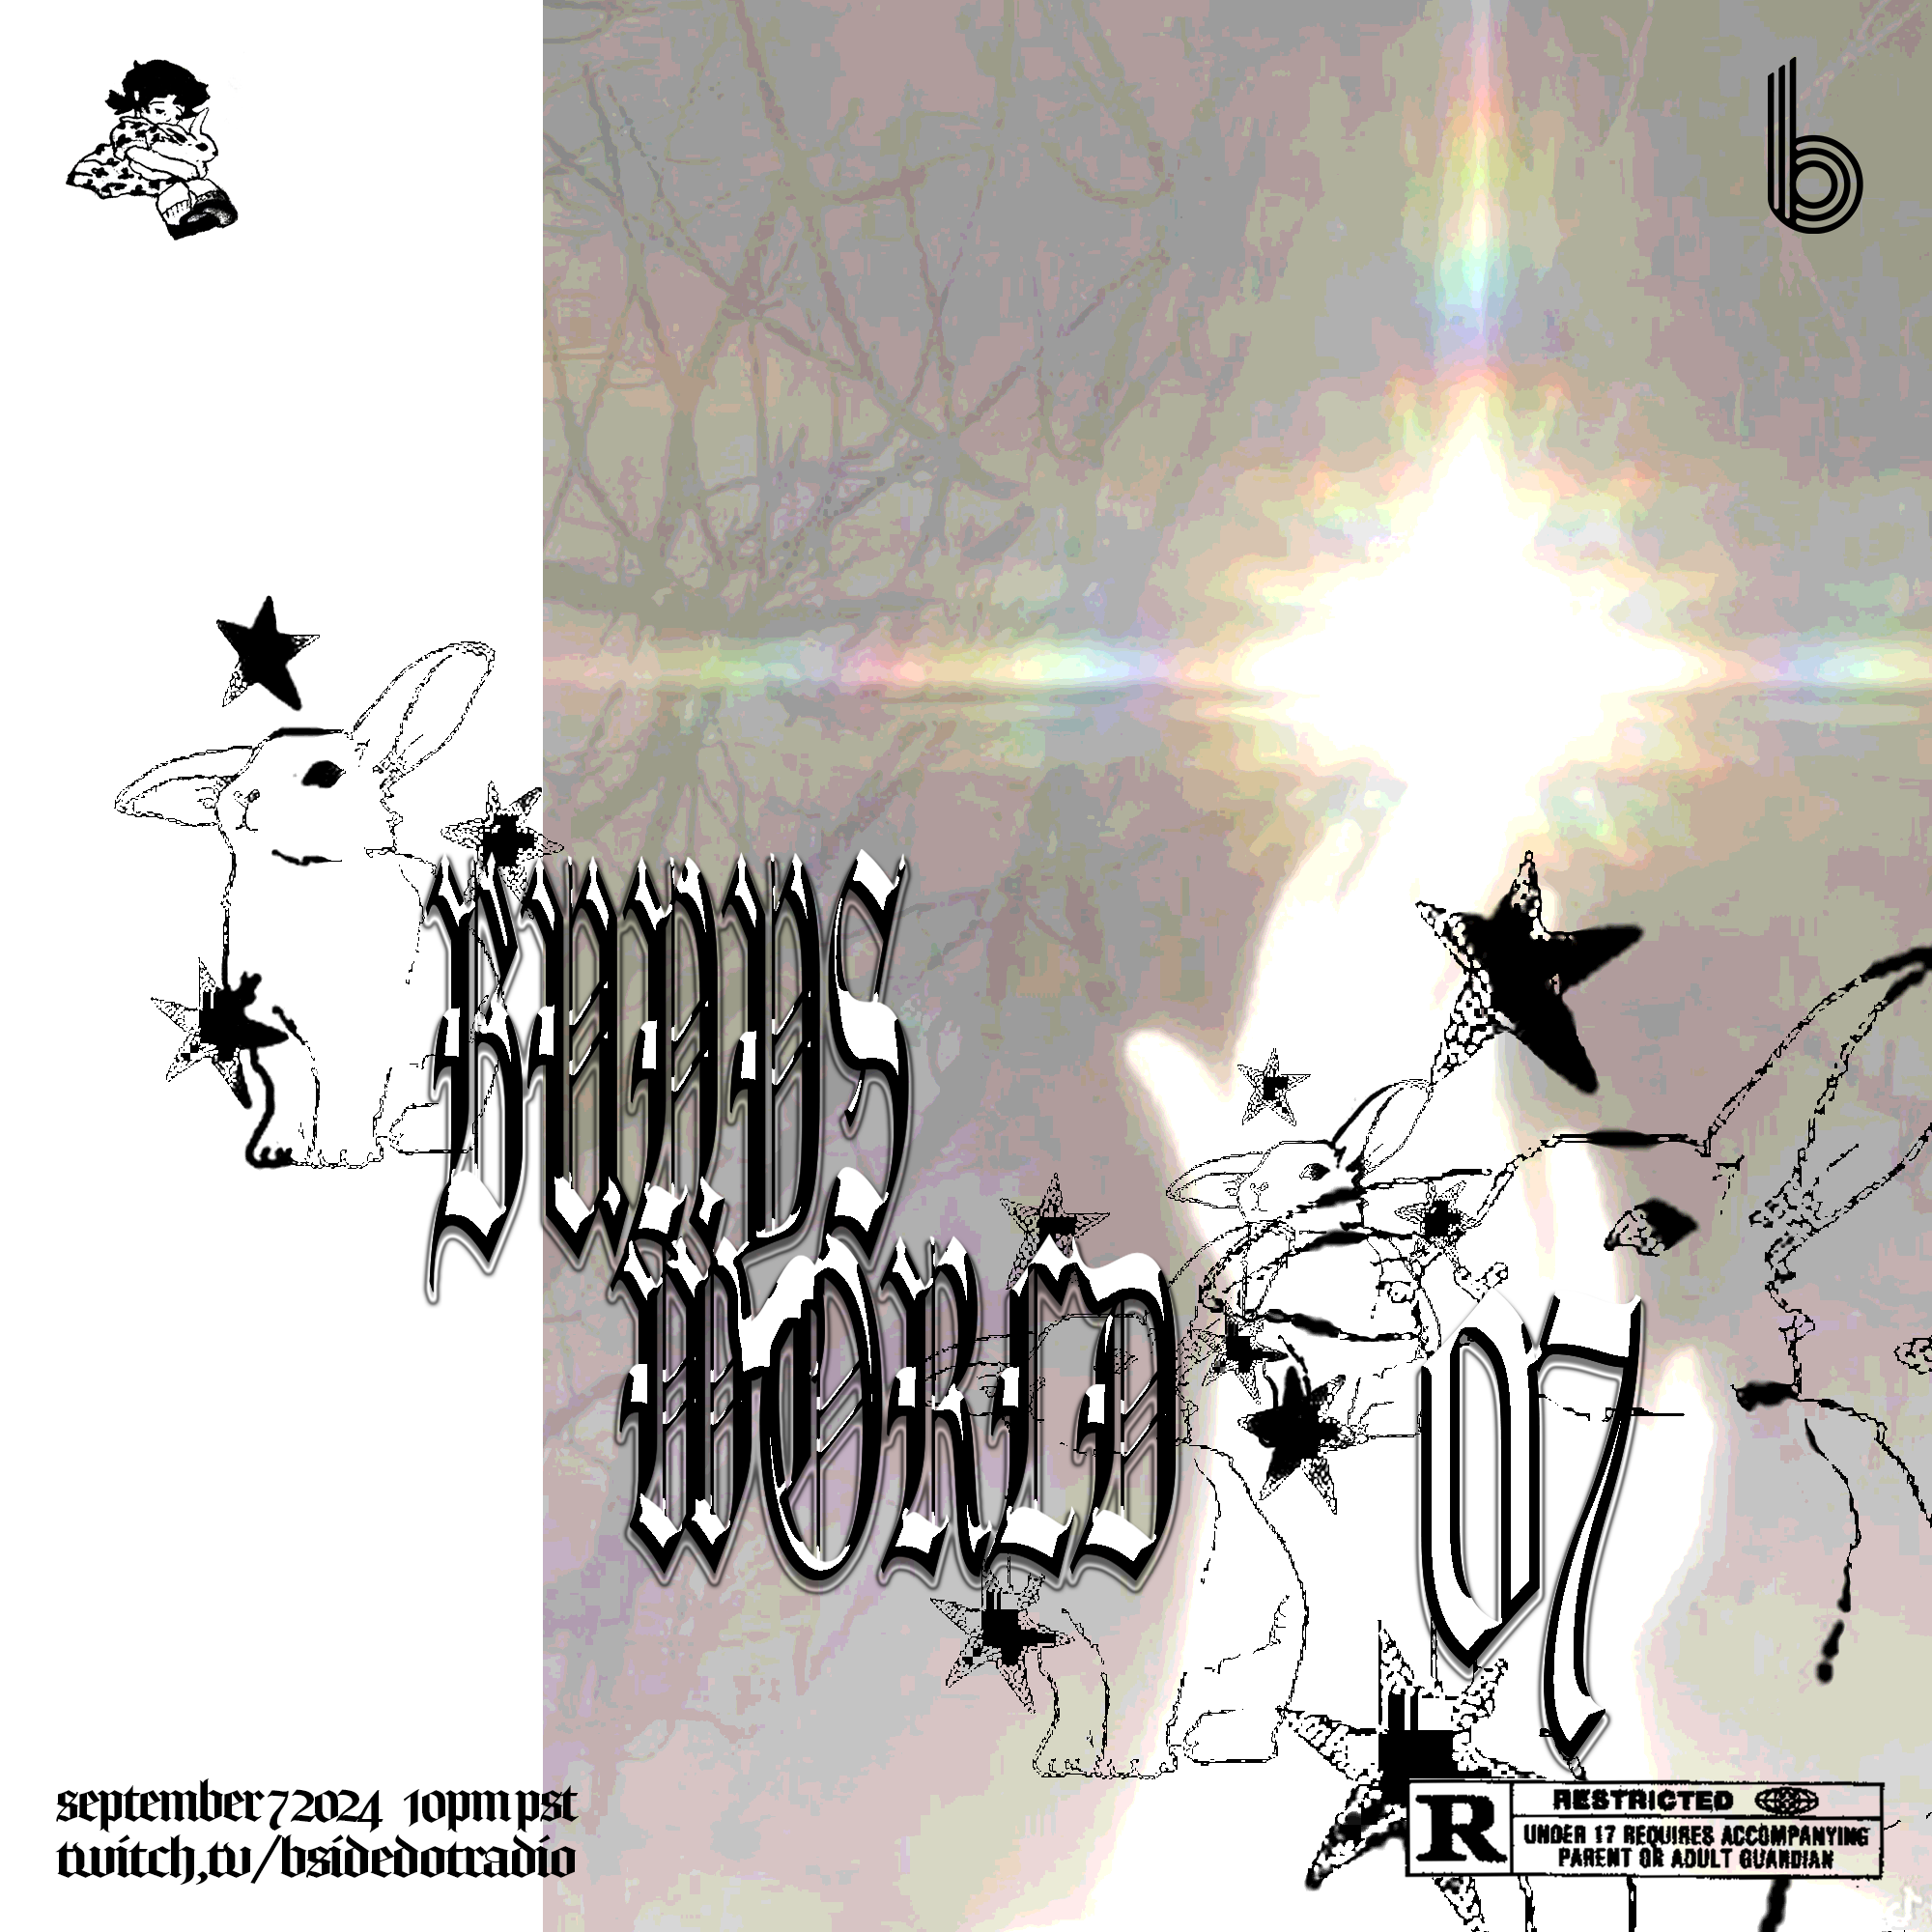 b
WORLD
07
september 7 2024 10pm pst
twitch.tv/bsidedotradio
R
RESTRICTED
UNDER 17 REQUIRES ACCOMPANYING
PARENT OR ADULT GUARDIAN